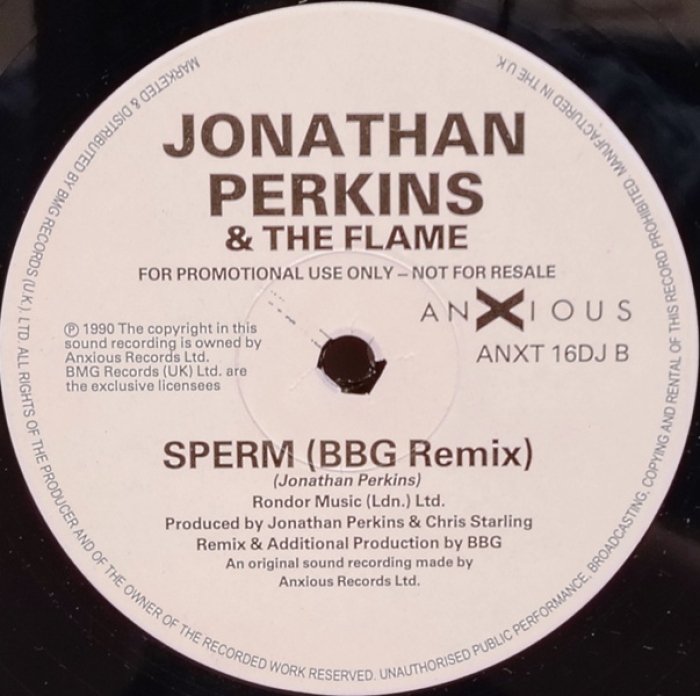 JONATHAN
PERKINS
& THE FLAME
FOR PROMOTIONAL USE ONLY – NOT FOR RESALE
ANXIOUS
ANXT 16DJ B
℗ 1990 The copyright in this
sound recording is owned by
Anxious Records Ltd.
BMG Records (UK) Ltd. are
the exclusive licensees
SPERM (BBG Remix)
(Jonathan Perkins)
Rondor Music (Ldn.) Ltd.
Produced by Jonathan Perkins & Chris Starling
Remix & Additional Production by BBG
An original sound recording made by
Anxious Records Ltd.
MARKETED & DISTRIBUTED BY BMG RECORDS (U.K.) LTD. ALL RIGHTS OF THE PRODUCER AND OF THE OWNER OF THE RECORDED WORK RESERVED. UNAUTHORISED PUBLIC PERFORMANCE, BROADCASTING, COPYING AND RENTAL OF THIS RECORD PROHIBITED. MANUFACTURED IN THE U.K.